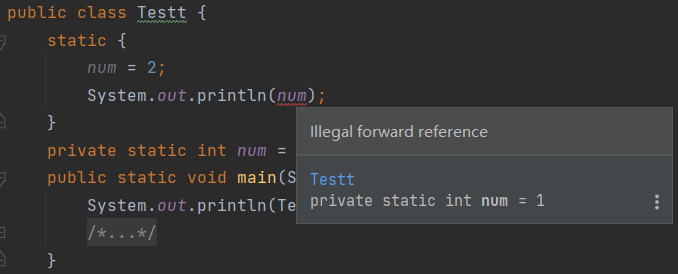 public class Testt {
static {
num = 2;
System.out.println(num);
}
Illegal forward reference
private static int num =
Testt
public static void main(S
private static int num = 1
System.out.println(Te
/*...*/
}